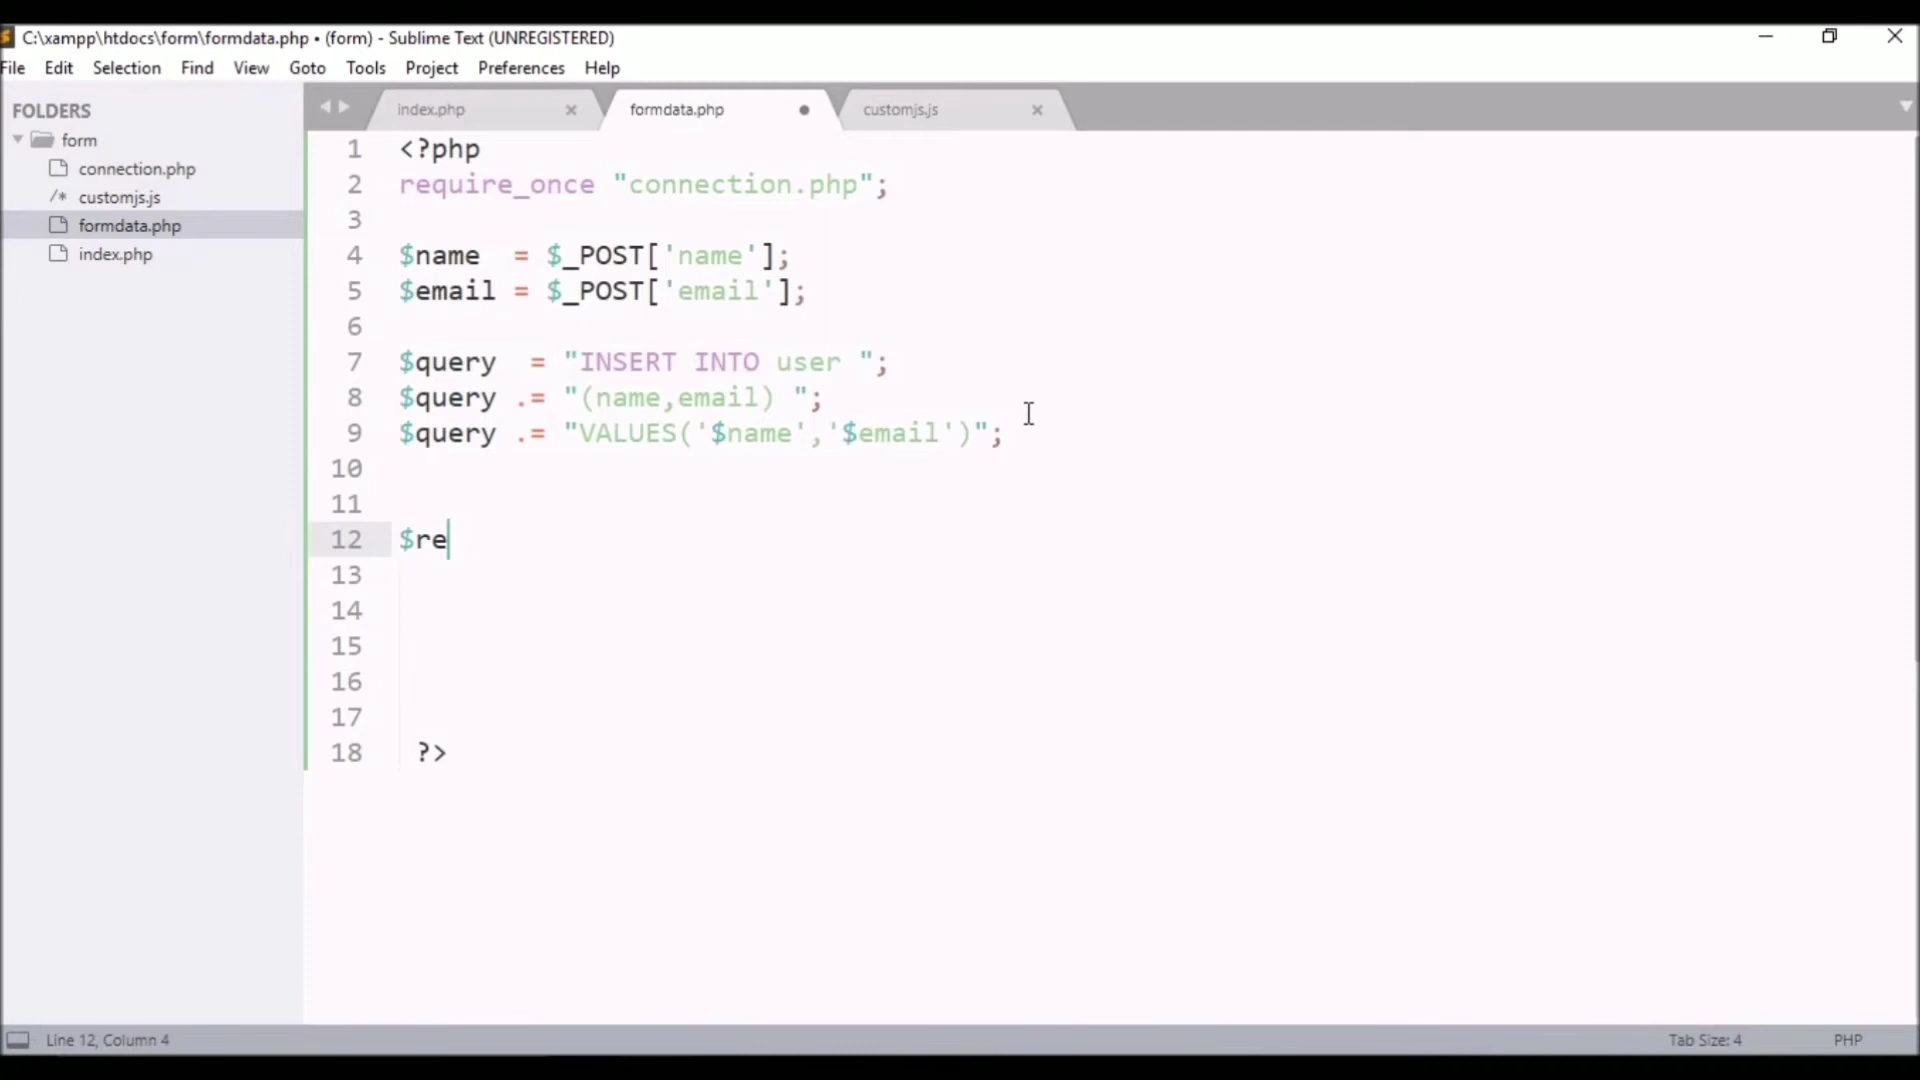 C:\xampp\htdocs\form\formdata.php • (form) - Sublime Text (UNREGISTERED)
File Edit Selection Find View Goto Tools Project Preferences Help
FOLDERS
form
connection.php
/* customjs.js
formdata.php
index.php
index.php formdata.php customjs.js
1 <?php
2 require_once "connection.php";
3
4 $name  = $_POST['name'];
5 $email = $_POST['email'];
6
7 $query  = "INSERT INTO user ";
8 $query .= "(name,email) ";
9 $query .= "VALUES('$name','$email')";
10
11
12 $re
13
14
15
16
17
18 ?>
Line 12, Column 4 Tab Size: 4 PHP